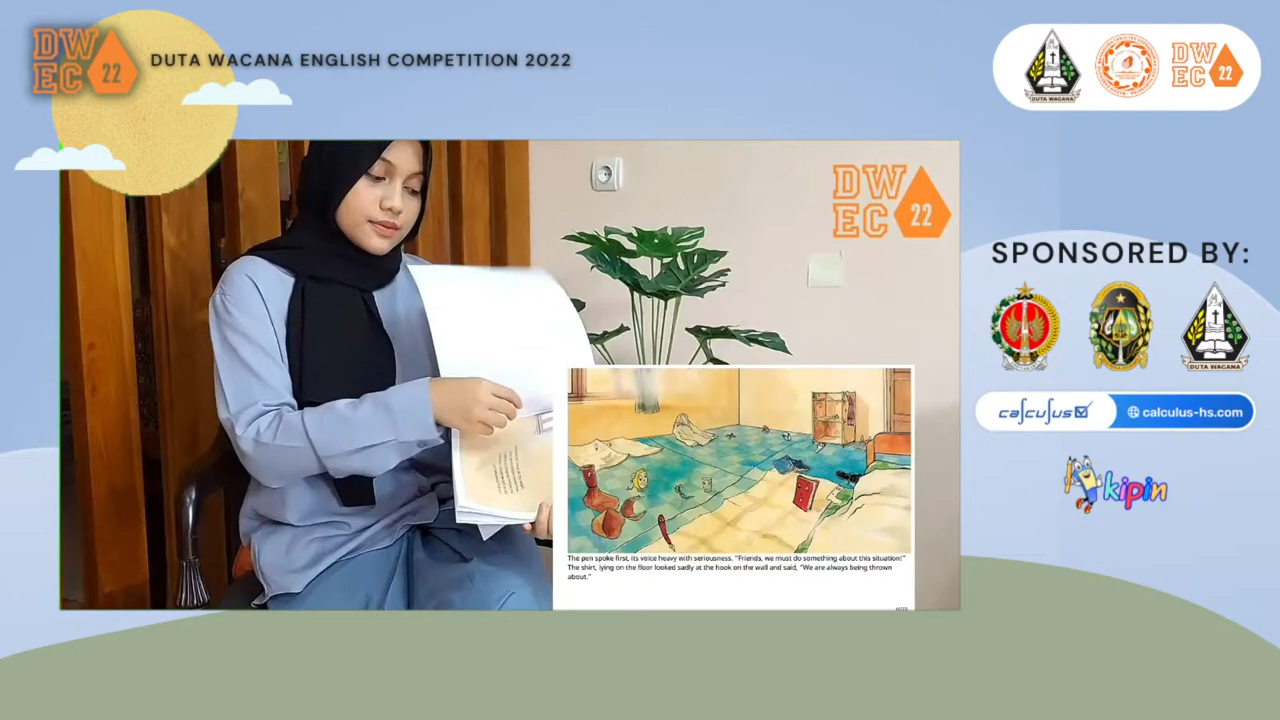 DW
EC 22
DUTA WACANA ENGLISH COMPETITION 2022
DUTA WACANA
DW
EC
22
DW
EC 22
SPONSORED BY:
DUTA WACANA
calculus
calculus-hs.com
kipin
The pen spoke first, its voice heavy with seriousness, "Friends, we must do something about this situation!"
The shirt, lying on the floor looked sadly at the hook on the wall and said, "We are always being thrown
about."